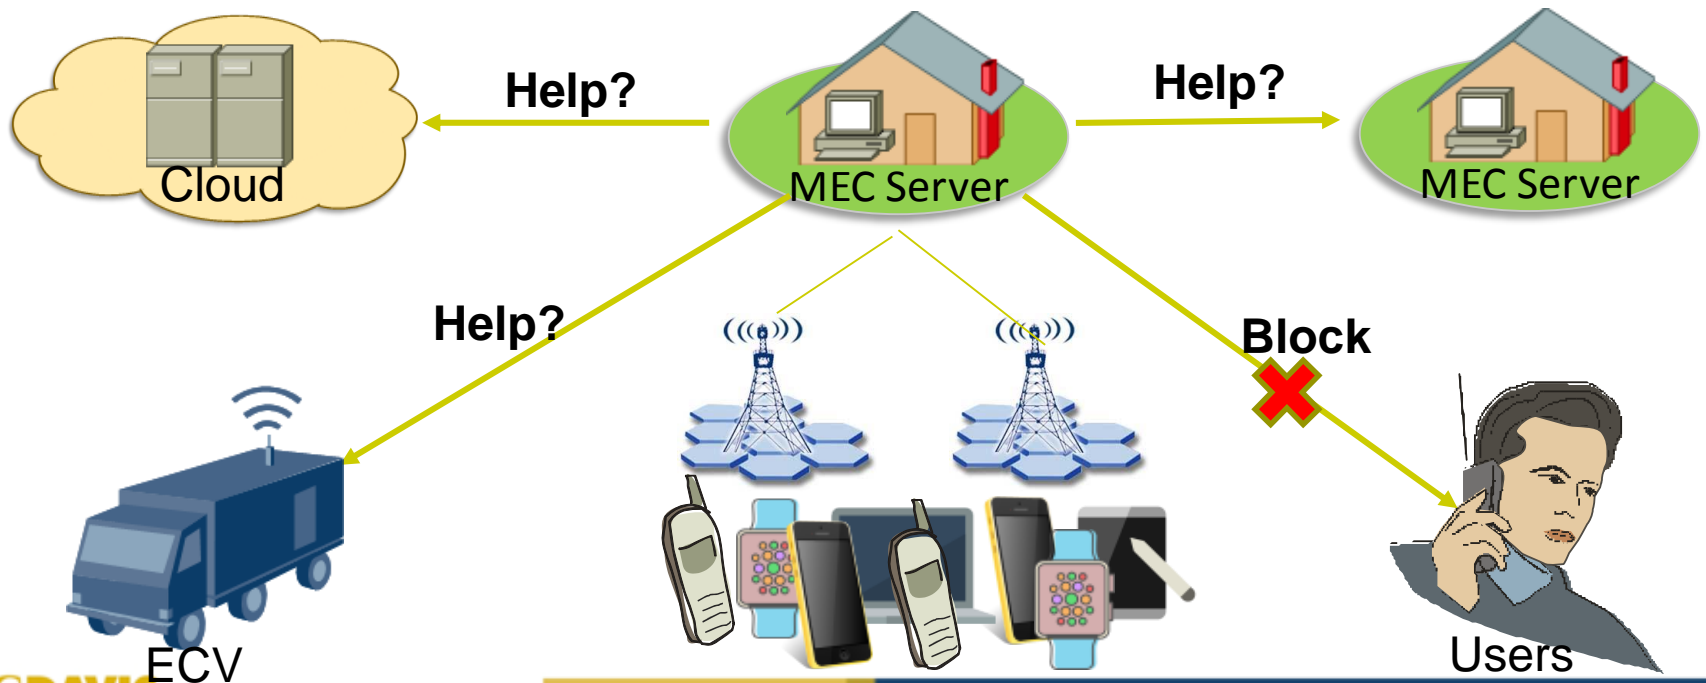 Help?
Help?
Cloud
MEC Server
MEC Server
Help?
Block
ECV
Users